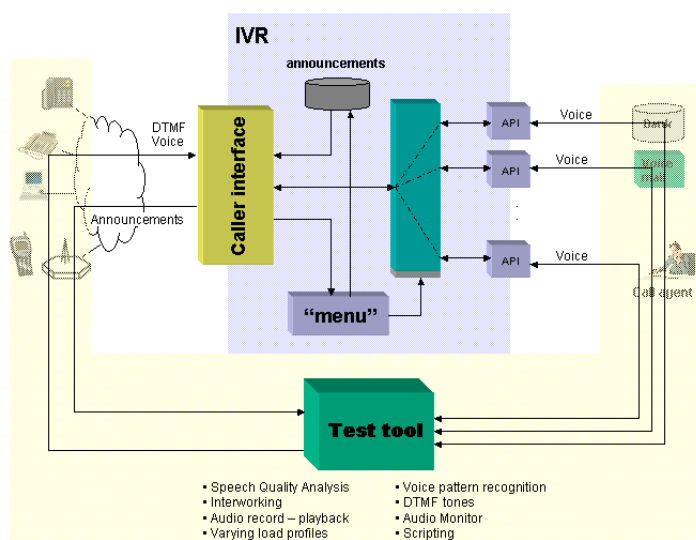 IVR
announcements
DTMF
Voice
Announcements
Caller interface
"menu"
API
Voice
API
Voice
API
Voice
Bank
Voice
mail
Call agent
Test tool
▪ Speech Quality Analysis
▪ Interworking
▪ Audio record – playback
▪ Varying load profiles
▪ Voice pattern recognition
▪ DTMF tones
▪ Audio Monitor
▪ Scripting